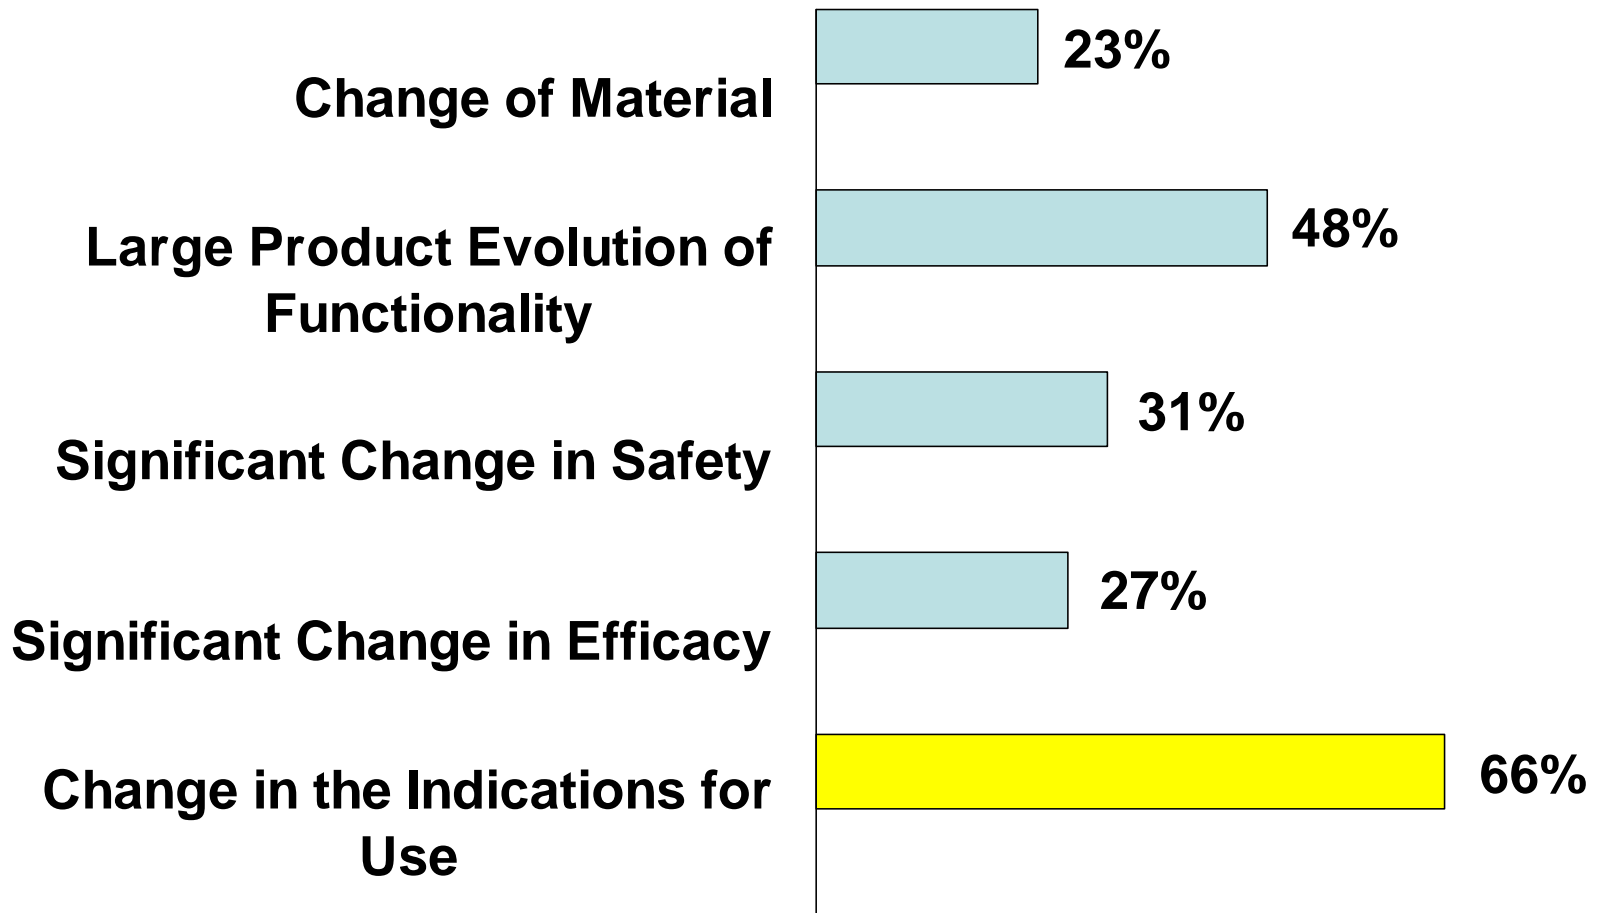 23%
Change of Material
48%
Large Product Evolution of
Functionality
31%
Significant Change in Safety
27%
Significant Change in Efficacy
66%
Change in the Indications for
Use